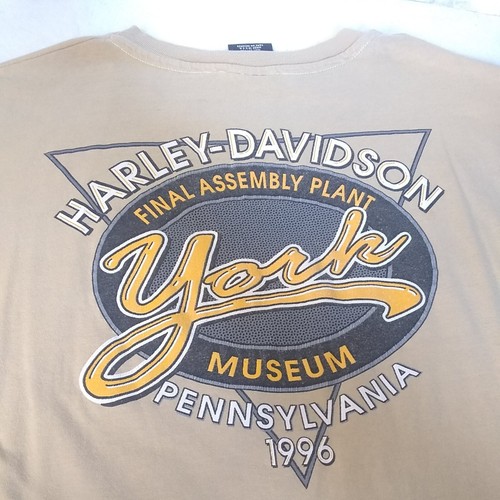 HARLEY-DAVIDSON
FINAL ASSEMBLY PLANT
York
MUSEUM
PENNSYLVANIA
1996